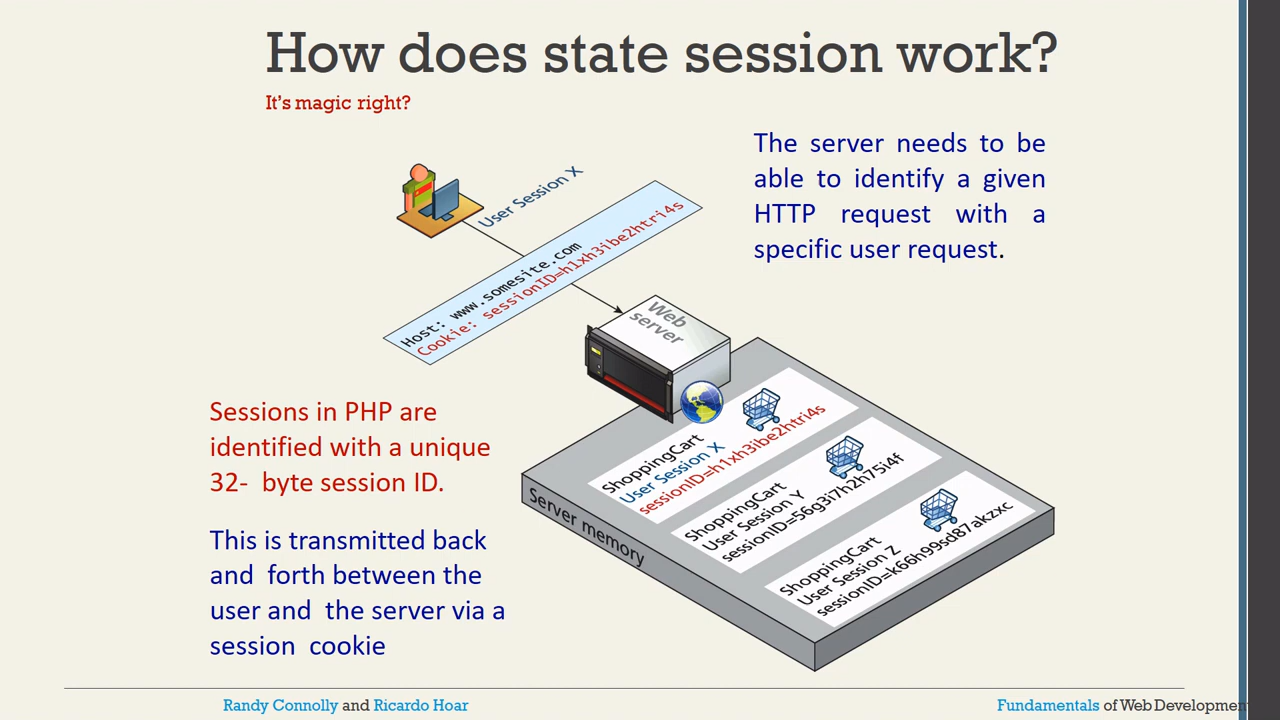 How does state session work?
It's magic right?
The server needs to be
able to identify a given
HTTP request with a
specific user request.
User Session X
Host: www.somesite.com
Cookie: sessionID=h1xh3ibe2htri4s
Web
server
Sessions in PHP are
identified with a unique
32-  byte session ID.
This is transmitted back
and  forth between the
user and  the server via a
session  cookie
ShoppingCart
User Session X
sessionID=h1xh3ibe2htri4s
ShoppingCart
User Session Y
sessionID=56g3i7h2h75i4f
ShoppingCart
User Session Z
sessionID=k66h99sd87akzxc
Server memory
Randy Connolly and Ricardo Hoar
Fundamentals of Web Development